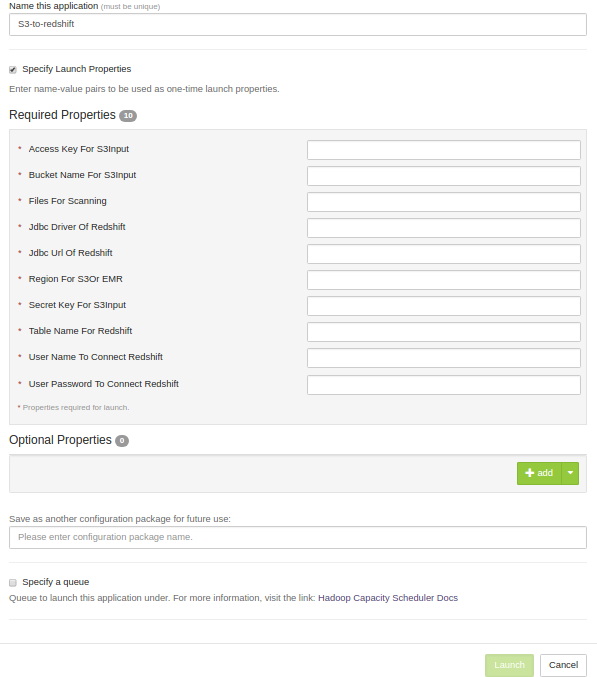 Name this application (must be unique)
S3-to-redshift
Specify Launch Properties
Enter name-value pairs to be used as one-time launch properties.
Required Properties 10
* Access Key For S3Input
* Bucket Name For S3Input
* Files For Scanning
* Jdbc Driver Of Redshift
* Jdbc Url Of Redshift
* Region For S3Or EMR
* Secret Key For S3Input
* Table Name For Redshift
* User Name To Connect Redshift
* User Password To Connect Redshift
* Properties required for launch.
Optional Properties 0
add
Save as another configuration package for future use:
Please enter configuration package name.
Specify a queue
Queue to launch this application under. For more information, visit the link: Hadoop Capacity Scheduler Docs
Launch Cancel